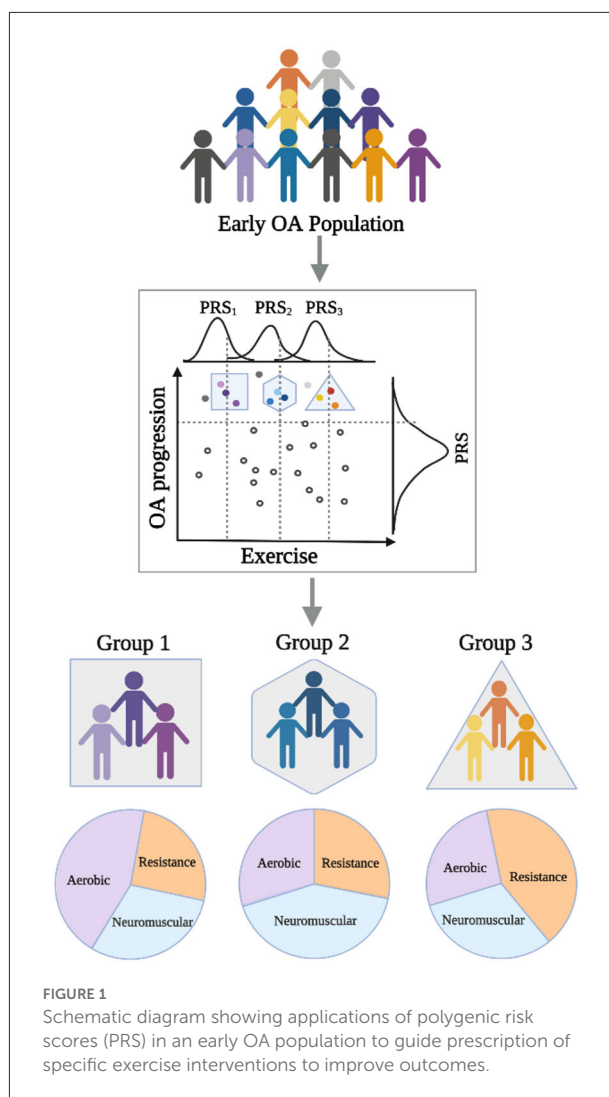 Early OA Population
PRS₁ PRS₂ PRS₃
OA progression
PRS
Exercise
Group 1 Group 2 Group 3
Aerobic Resistance Neuromuscular
Aerobic Resistance Neuromuscular
Aerobic Resistance Neuromuscular
FIGURE 1
Schematic diagram showing applications of polygenic risk
scores (PRS) in an early OA population to guide prescription of
specific exercise interventions to improve outcomes.